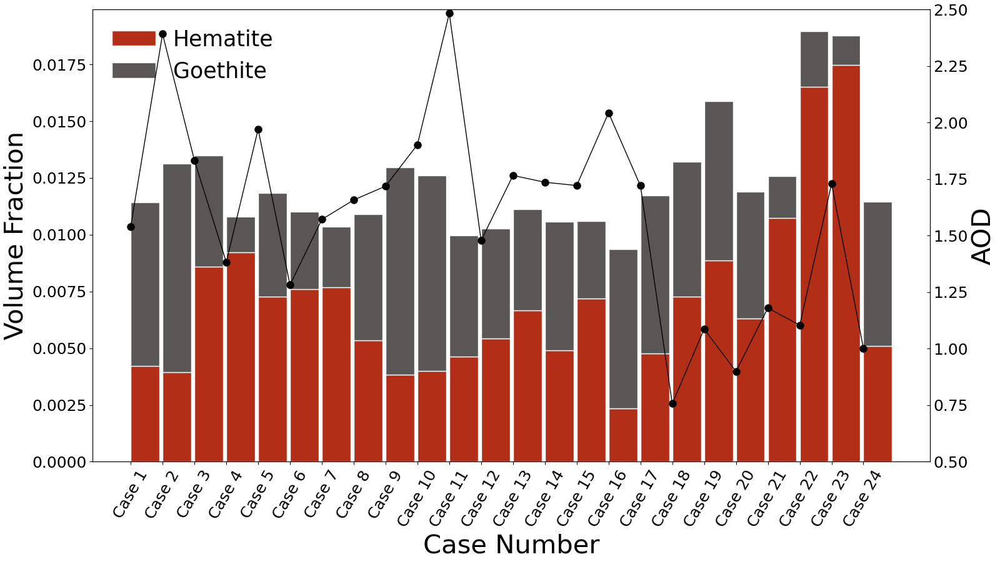 Hematite
Goethite
Volume Fraction
0.0175
0.0150
0.0125
0.0100
0.0075
0.0050
0.0025
0.0000
2.50
2.25
2.00
1.75
1.50
1.25
1.00
0.75
0.50
AOD
Case 1
Case 2
Case 3
Case 4
Case 5
Case 6
Case 7
Case 8
Case 9
Case 10
Case 11
Case 12
Case 13
Case 14
Case 15
Case 16
Case 17
Case 18
Case 19
Case 20
Case 21
Case 22
Case 23
Case 24
Case Number